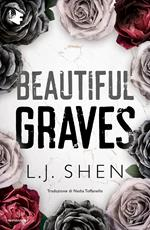 BEAUTIFUL
GRAVES
L.J. SHEN
Traduzione di Nadia Toffanello